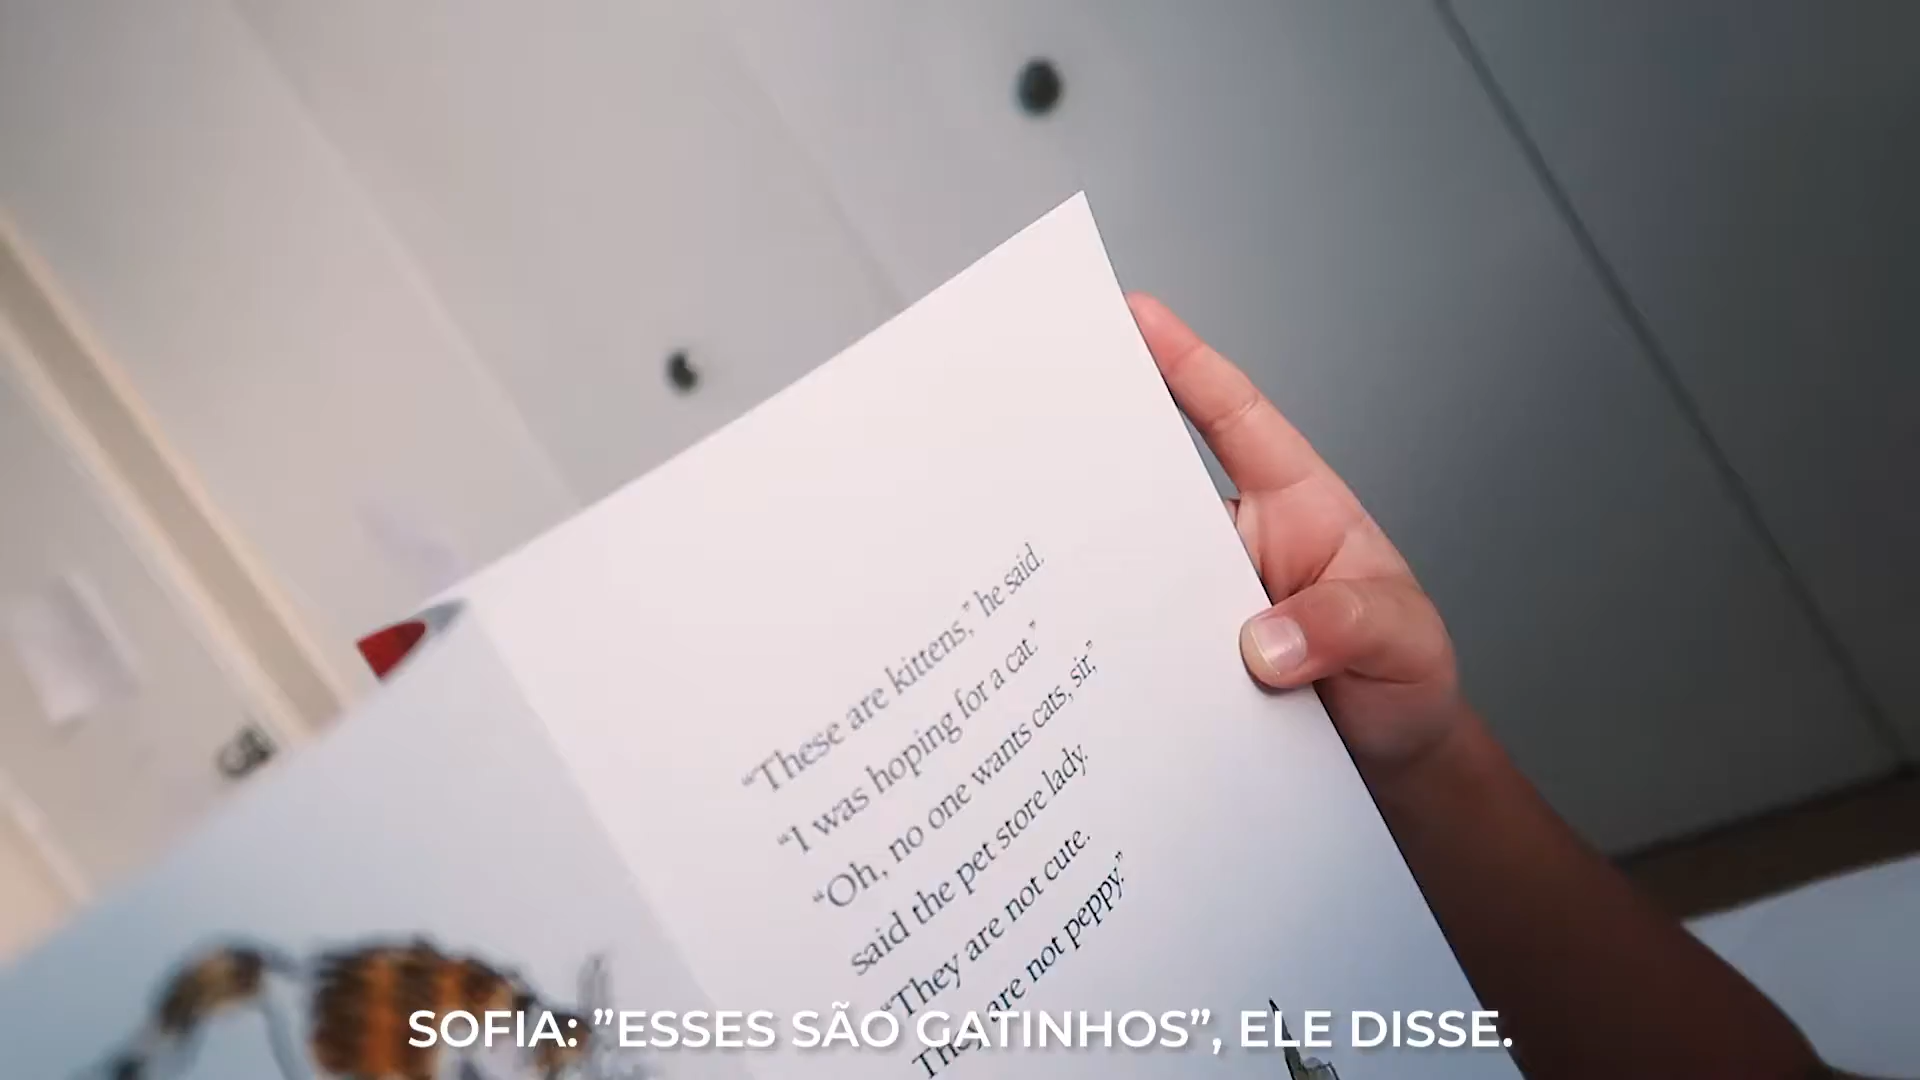 “These are kittens,” he said.
“I was hoping for a cat.”
“Oh, no one wants cats, sir,”
said the pet store lady.
“They are not cute.
They are not peppy.”
SOFIA: ”ESSES SÃO GATINHOS”, ELE DISSE.